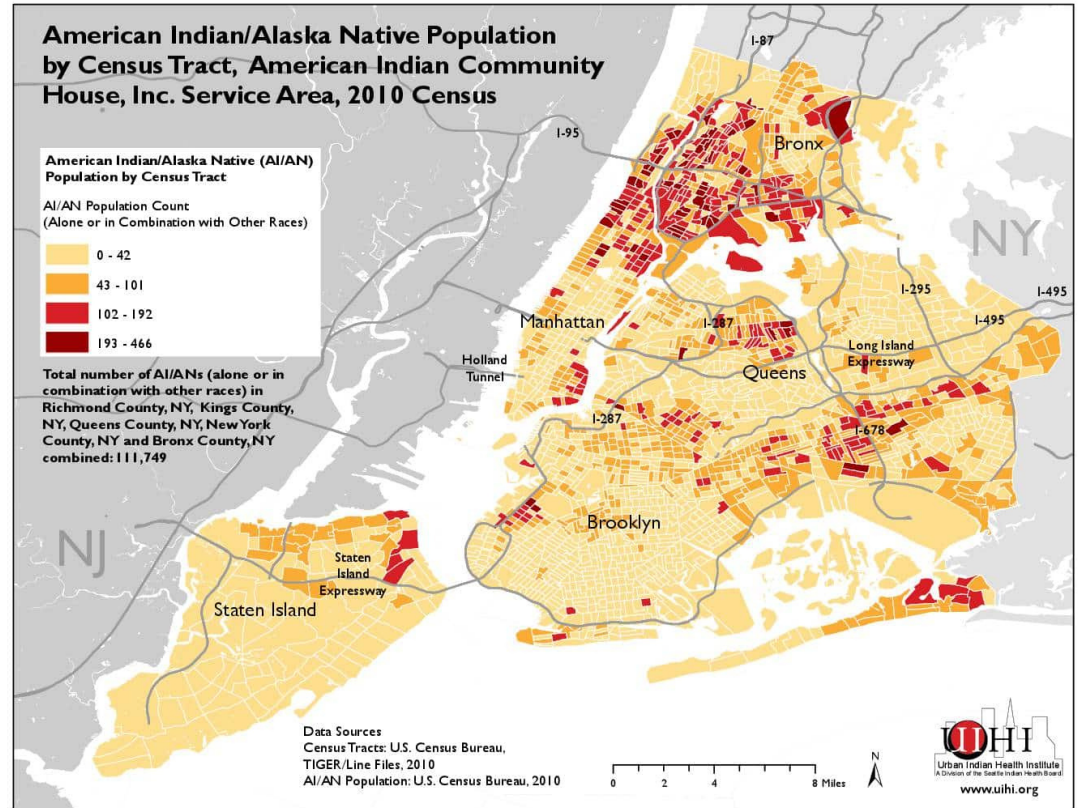 American Indian/Alaska Native Population
by Census Tract, American Indian Community
House, Inc. Service Area, 2010 Census
American Indian/Alaska Native (AI/AN)
Population by Census Tract
AI/AN Population Count
(Alone or in Combination with Other Races)
0 - 42
43 - 101
102 - 192
193 - 466
Total number of AI/ANs (alone or in
combination with other races) in
Richmond County, NY, Kings County,
NY, Queens County, NY, New York
County, NY and Bronx County, NY
combined: 111,749
I-87
I-95
Bronx
NY
I-295
I-495
I-495
Manhattan
I-287
Long Island
Expressway
Holland
Tunnel
Queens
I-287
I-678
Brooklyn
NJ
Staten
Island
Expressway
Staten Island
Data Sources
Census Tracts: U.S. Census Bureau,
TIGER/Line Files, 2010
AI/AN Population: U.S. Census Bureau, 2010
0 2 4 8 Miles
N
UIHI
Urban Indian Health Institute
A Division of the Seattle Indian Health Board
www.uihi.org